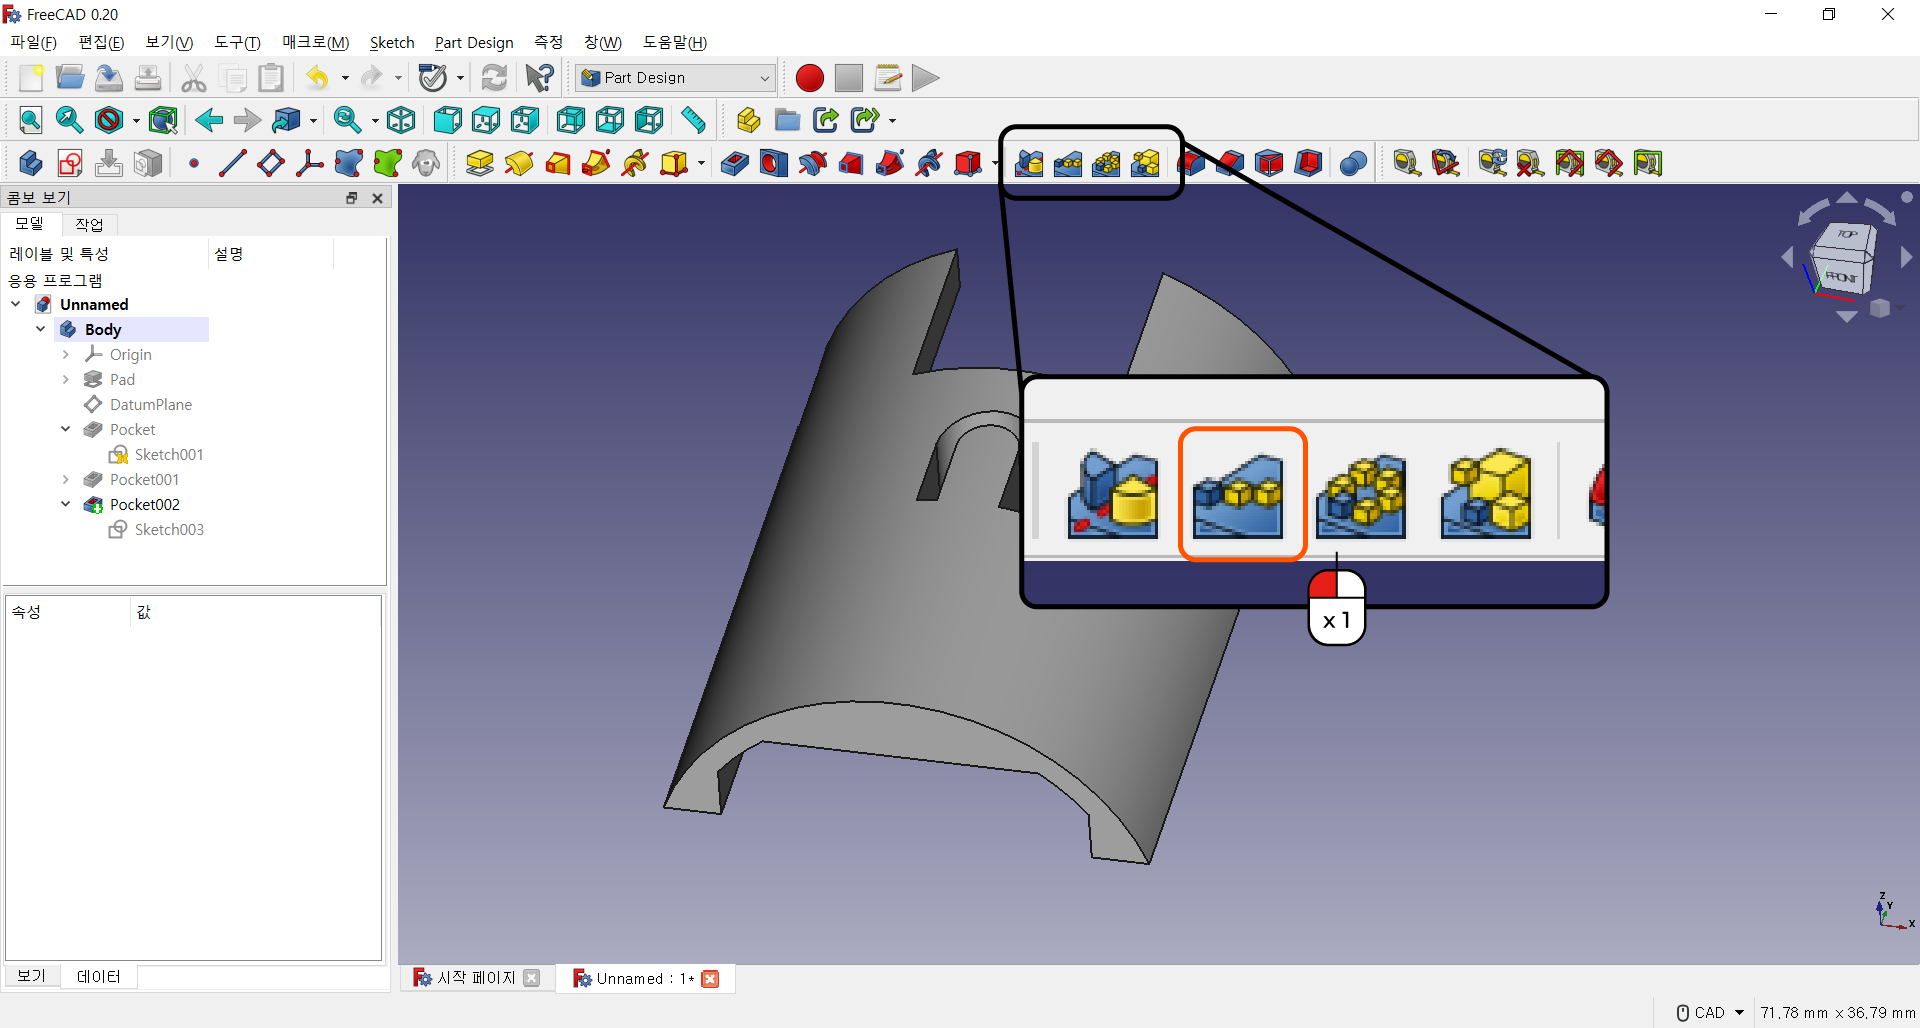 FreeCAD 0.20
파일(F) 편집(E) 보기(V) 도구(T) 매크로(M) Sketch Part Design 측정 창(W) 도움말(H)
Part Design
콤보 보기
모델 작업
레이블 및 특성 설명
응용 프로그램
Unnamed
Body
Origin
Pad
DatumPlane
Pocket
Sketch001
Pocket001
Pocket002
Sketch003
속성 값
보기 데이터
TOP
FRONT
x 1
Z
Y
X
시작 페이지 Unnamed : 1*
CAD 71.78 mm x 36.79 mm